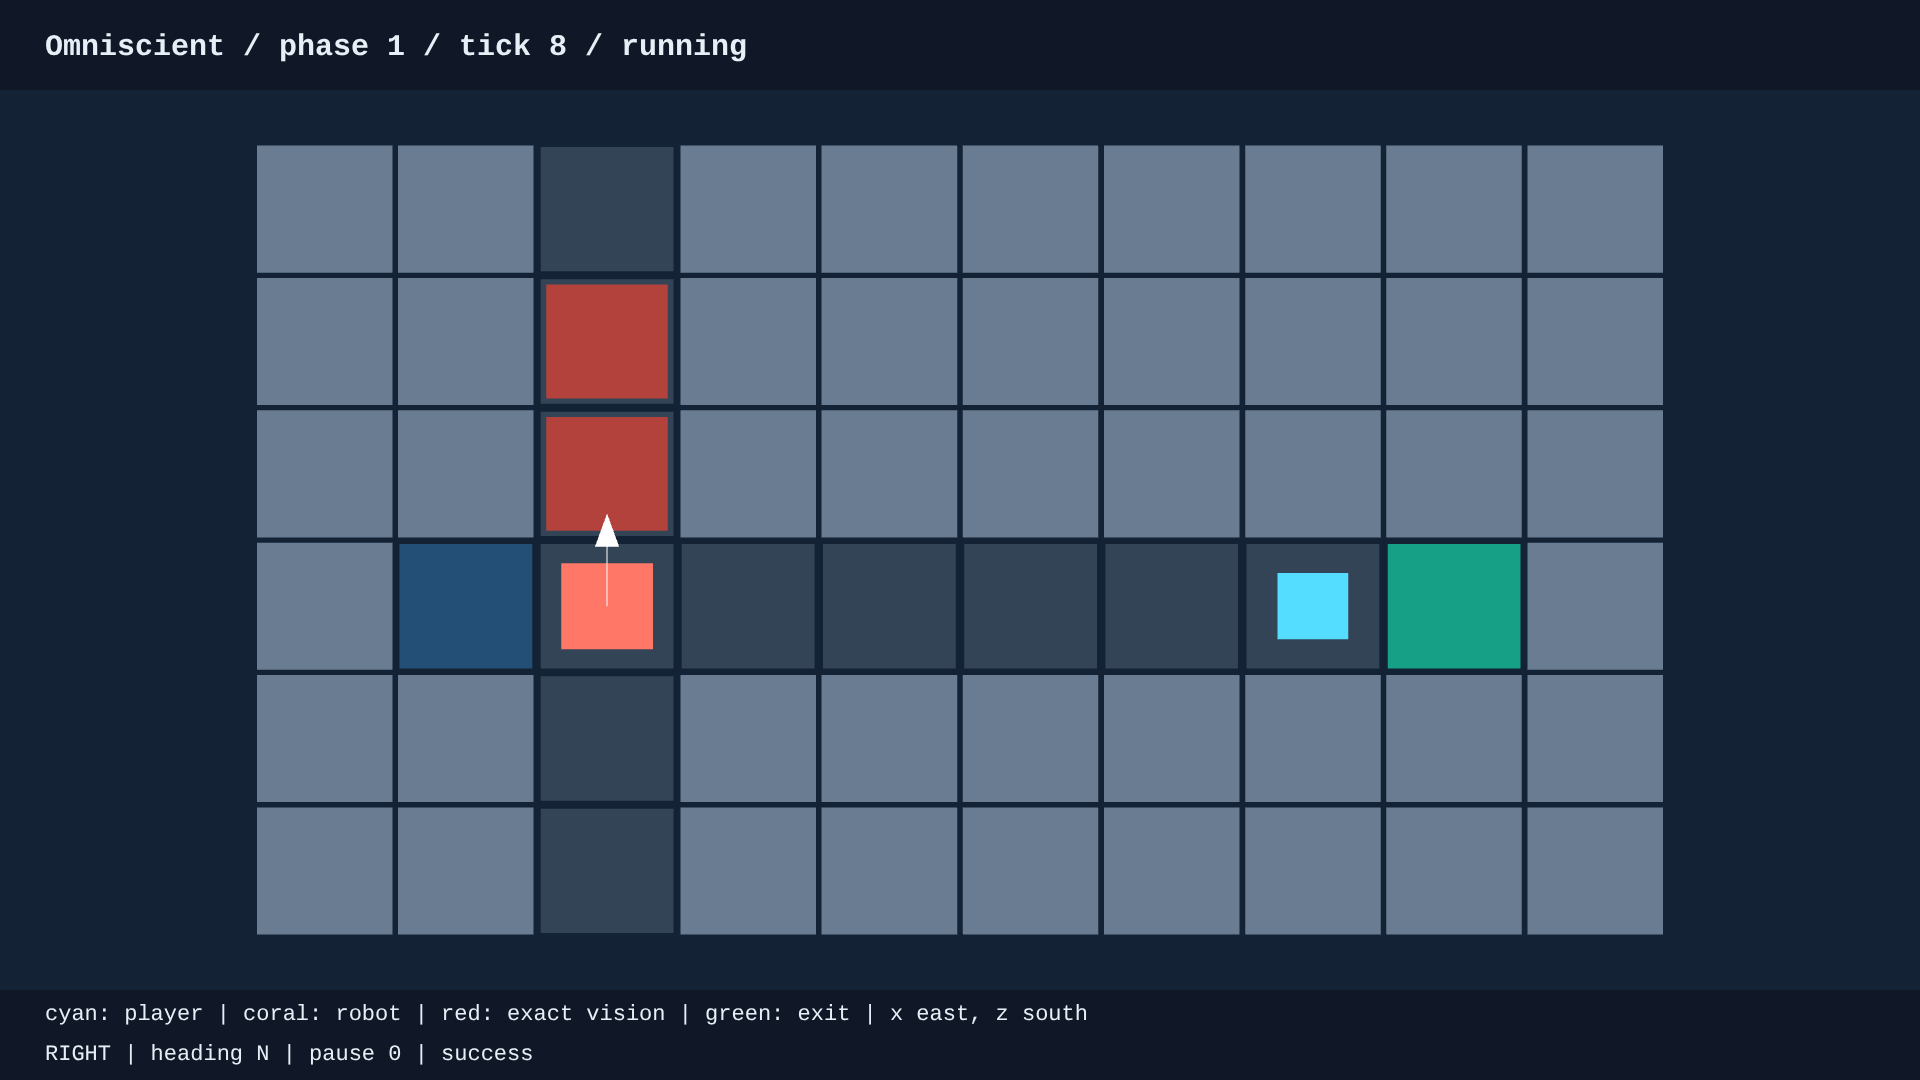 Omniscient / phase 1 / tick 8 / running
cyan: player | coral: robot | red: exact vision | green: exit | x east, z south
RIGHT | heading N | pause 0 | success